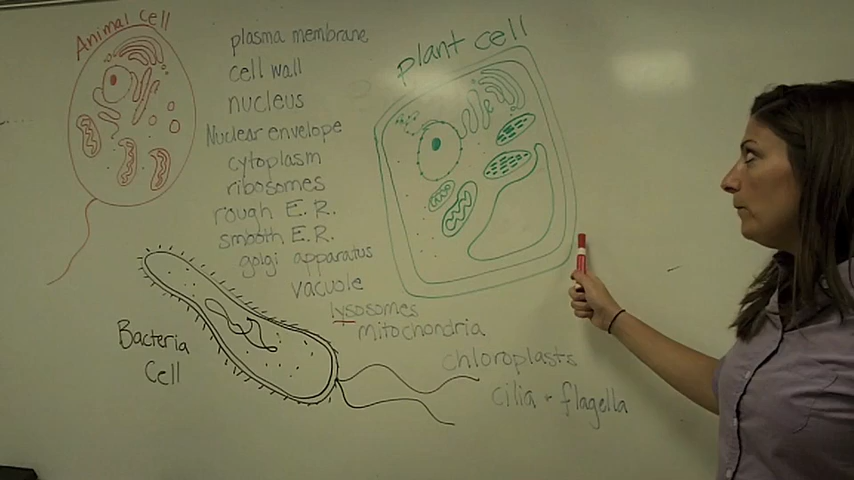 Animal Cell
plasma membrane
cell wall
nucleus
Nuclear envelope
cytoplasm
ribosomes
rough E.R.
smooth E.R.
golgi apparatus
vacuole
lysosomes
mitochondria
chloroplasts
cilia + flagella
plant cell
Bacteria
Cell